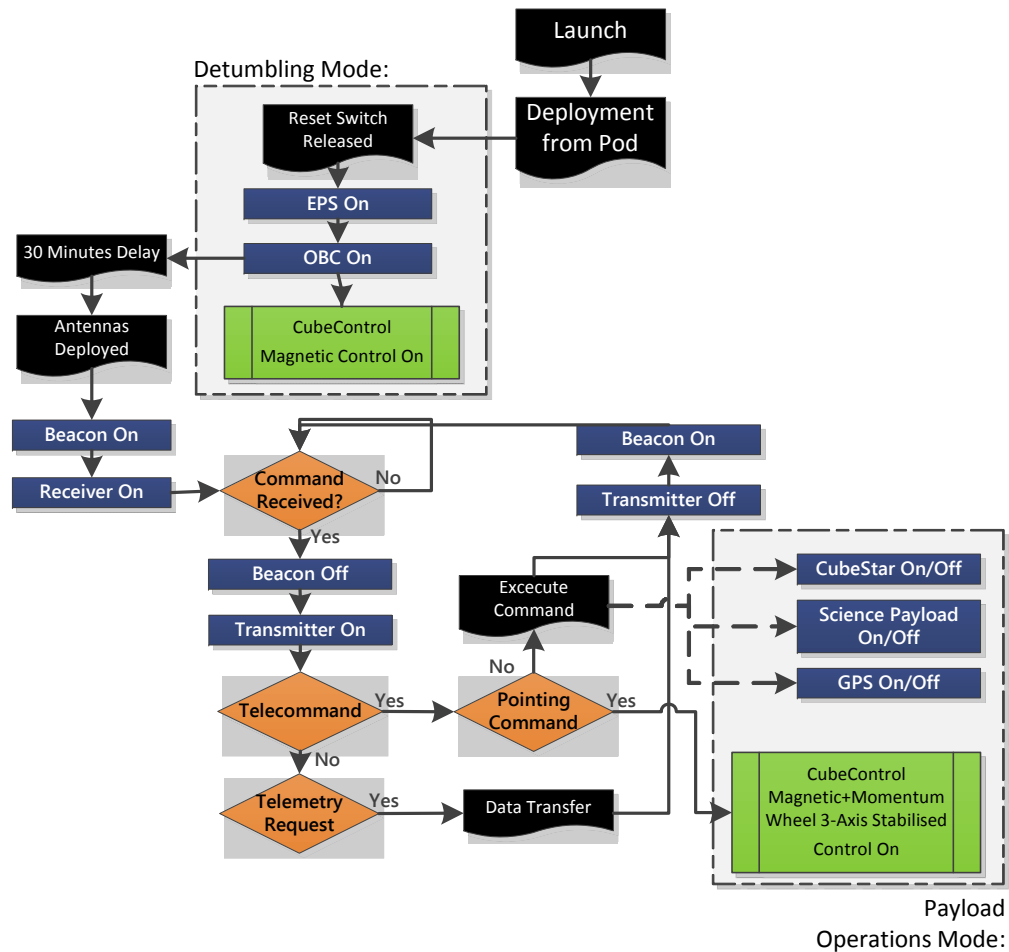 Launch
Detumbling Mode:
Deployment
from Pod
Reset Switch
Released
EPS On
OBC On
30 Minutes Delay
CubeControl
Magnetic Control On
Antennas
Deployed
Beacon On
Receiver On
Command
Received?
No
Yes
Beacon On
Transmitter Off
Beacon Off
Transmitter On
Excecute
Command
CubeStar On/Off
Science Payload
On/Off
GPS On/Off
Telecommand
Yes
No
Pointing
Command
Yes
No
Telemetry
Request
Yes
Data Transfer
CubeControl
Magnetic+Momentum
Wheel 3-Axis Stabilised
Control On
Payload
Operations Mode: